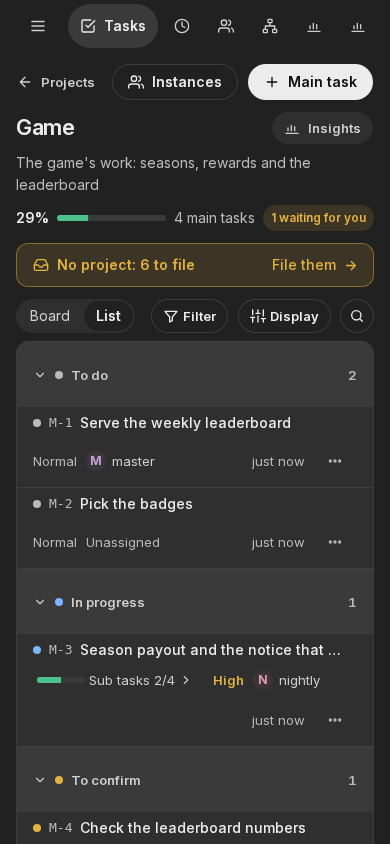 Tasks
Projects
Instances
Main task
Game
Insights
The game's work: seasons, rewards and the
leaderboard
29%
4 main tasks
1 waiting for you
No project: 6 to file
File them
Board
List
Filter
Display
To do
2
M-1 Serve the weekly leaderboard
Normal M master just now
M-2 Pick the badges
Normal Unassigned just now
In progress
1
M-3 Season payout and the notice that ...
Sub tasks 2/4 High N nightly
just now
To confirm
1
M-4 Check the leaderboard numbers